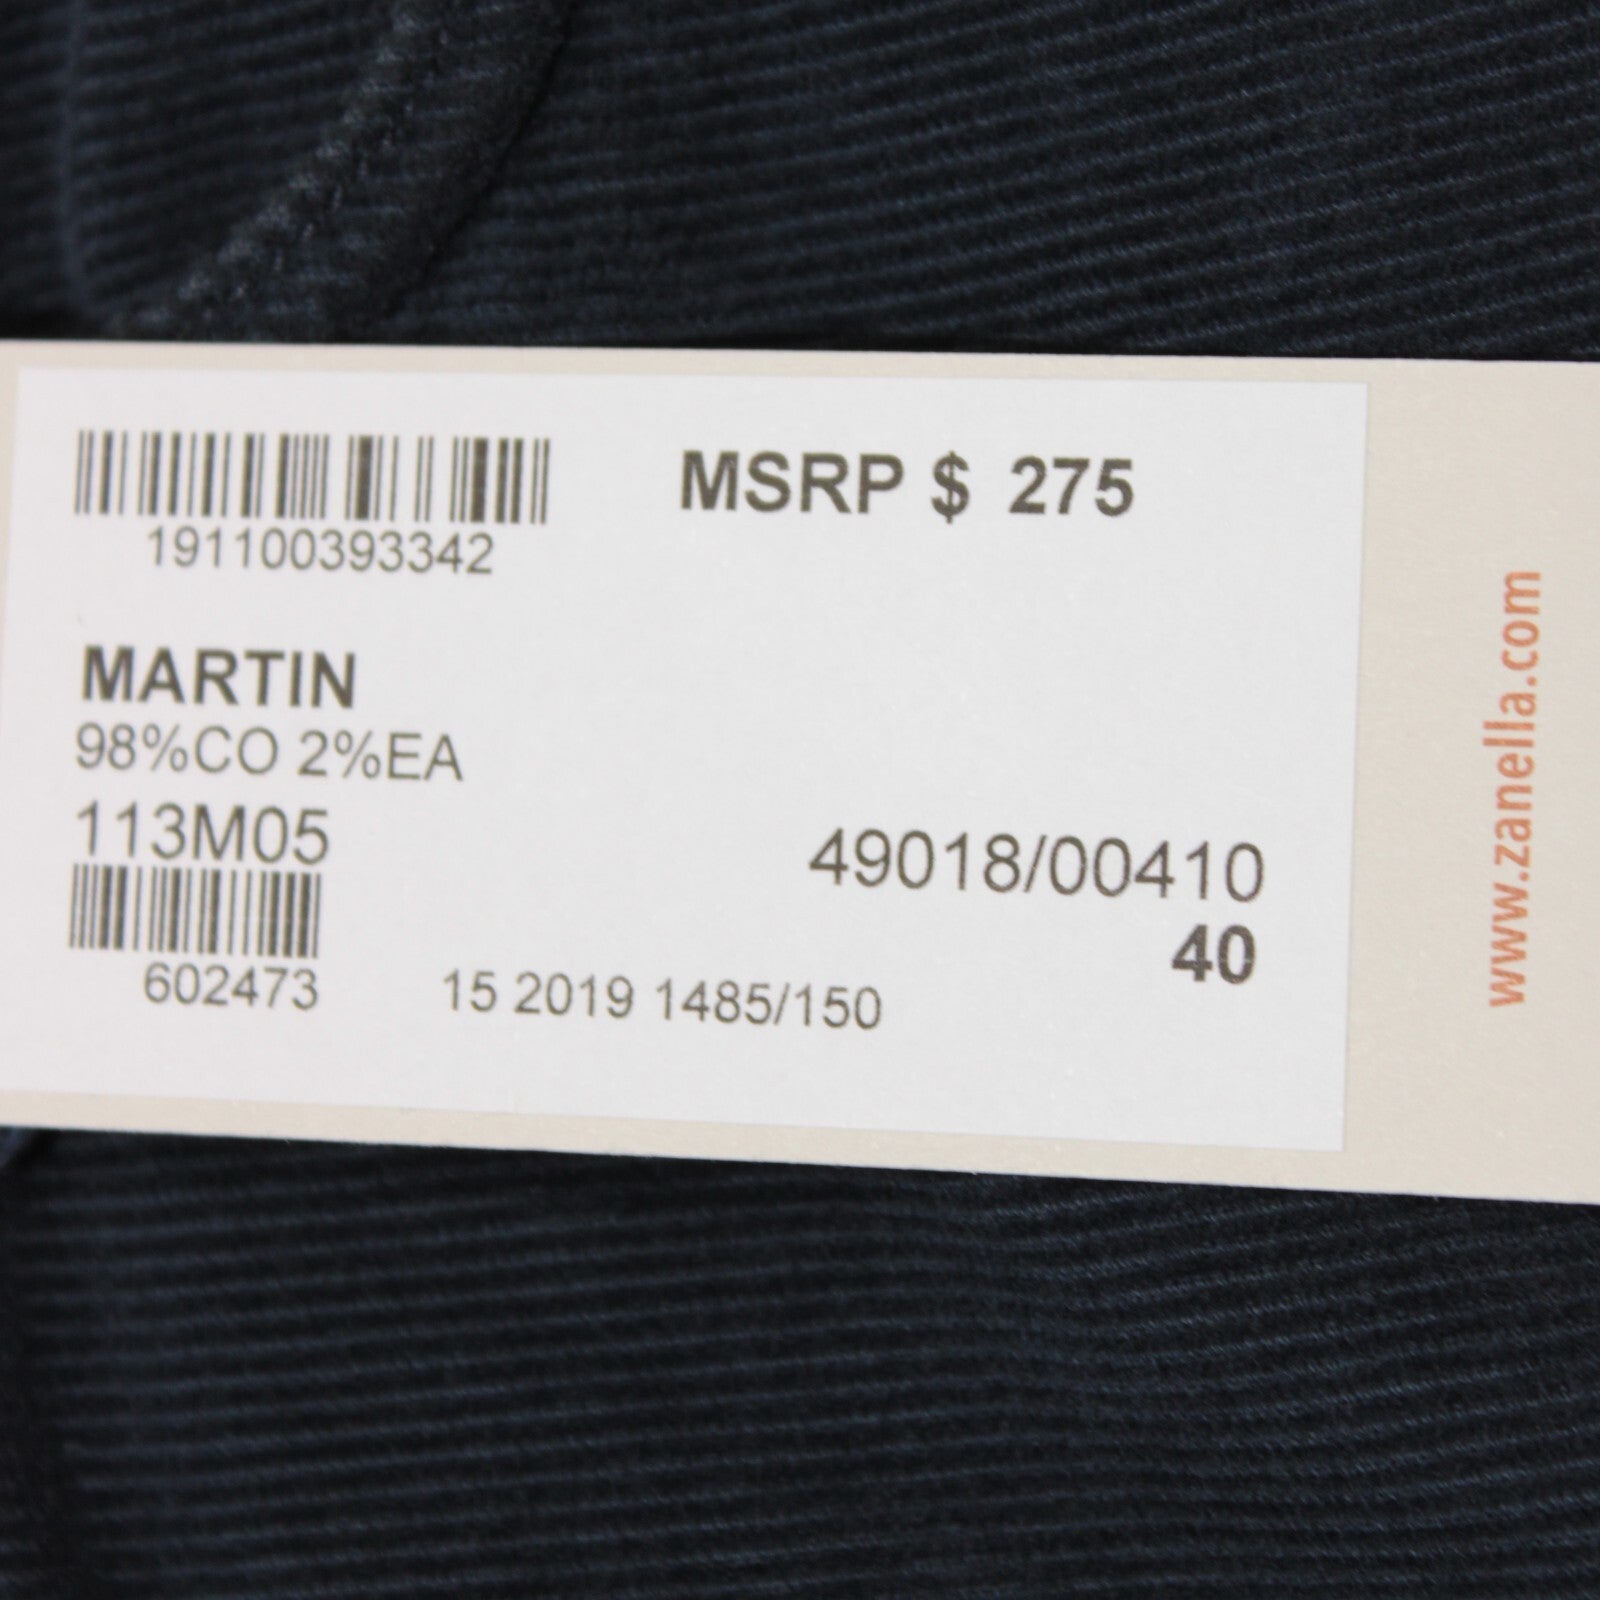 191100393342
MSRP $ 275
MARTIN
98%CO 2%EA
113M05
49018/00410
40
602473
15 2019 1485/150
www.zanella.com